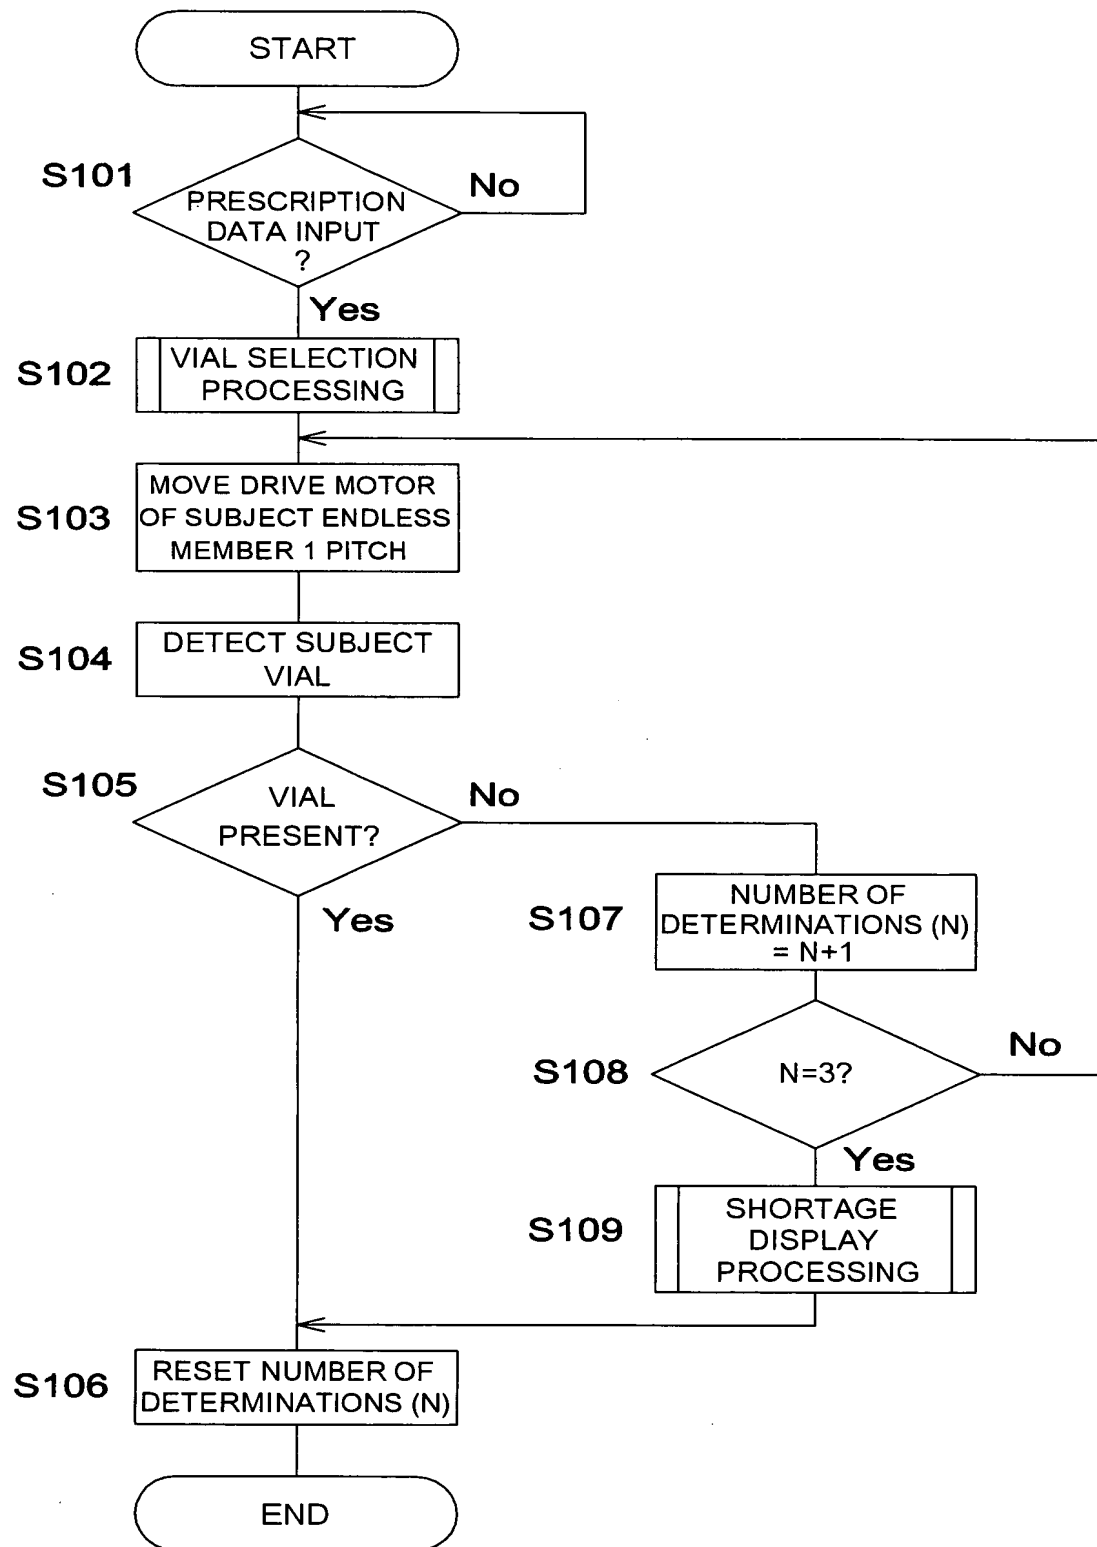 START
S101
PRESCRIPTION
DATA INPUT
?
No
Yes
S102
VIAL SELECTION
PROCESSING
S103
MOVE DRIVE MOTOR
OF SUBJECT ENDLESS
MEMBER 1 PITCH
S104
DETECT SUBJECT
VIAL
S105
VIAL
PRESENT?
No
Yes
S107
NUMBER OF
DETERMINATIONS (N)
= N+1
S108
N=3?
No
Yes
S109
SHORTAGE
DISPLAY
PROCESSING
S106
RESET NUMBER OF
DETERMINATIONS (N)
END